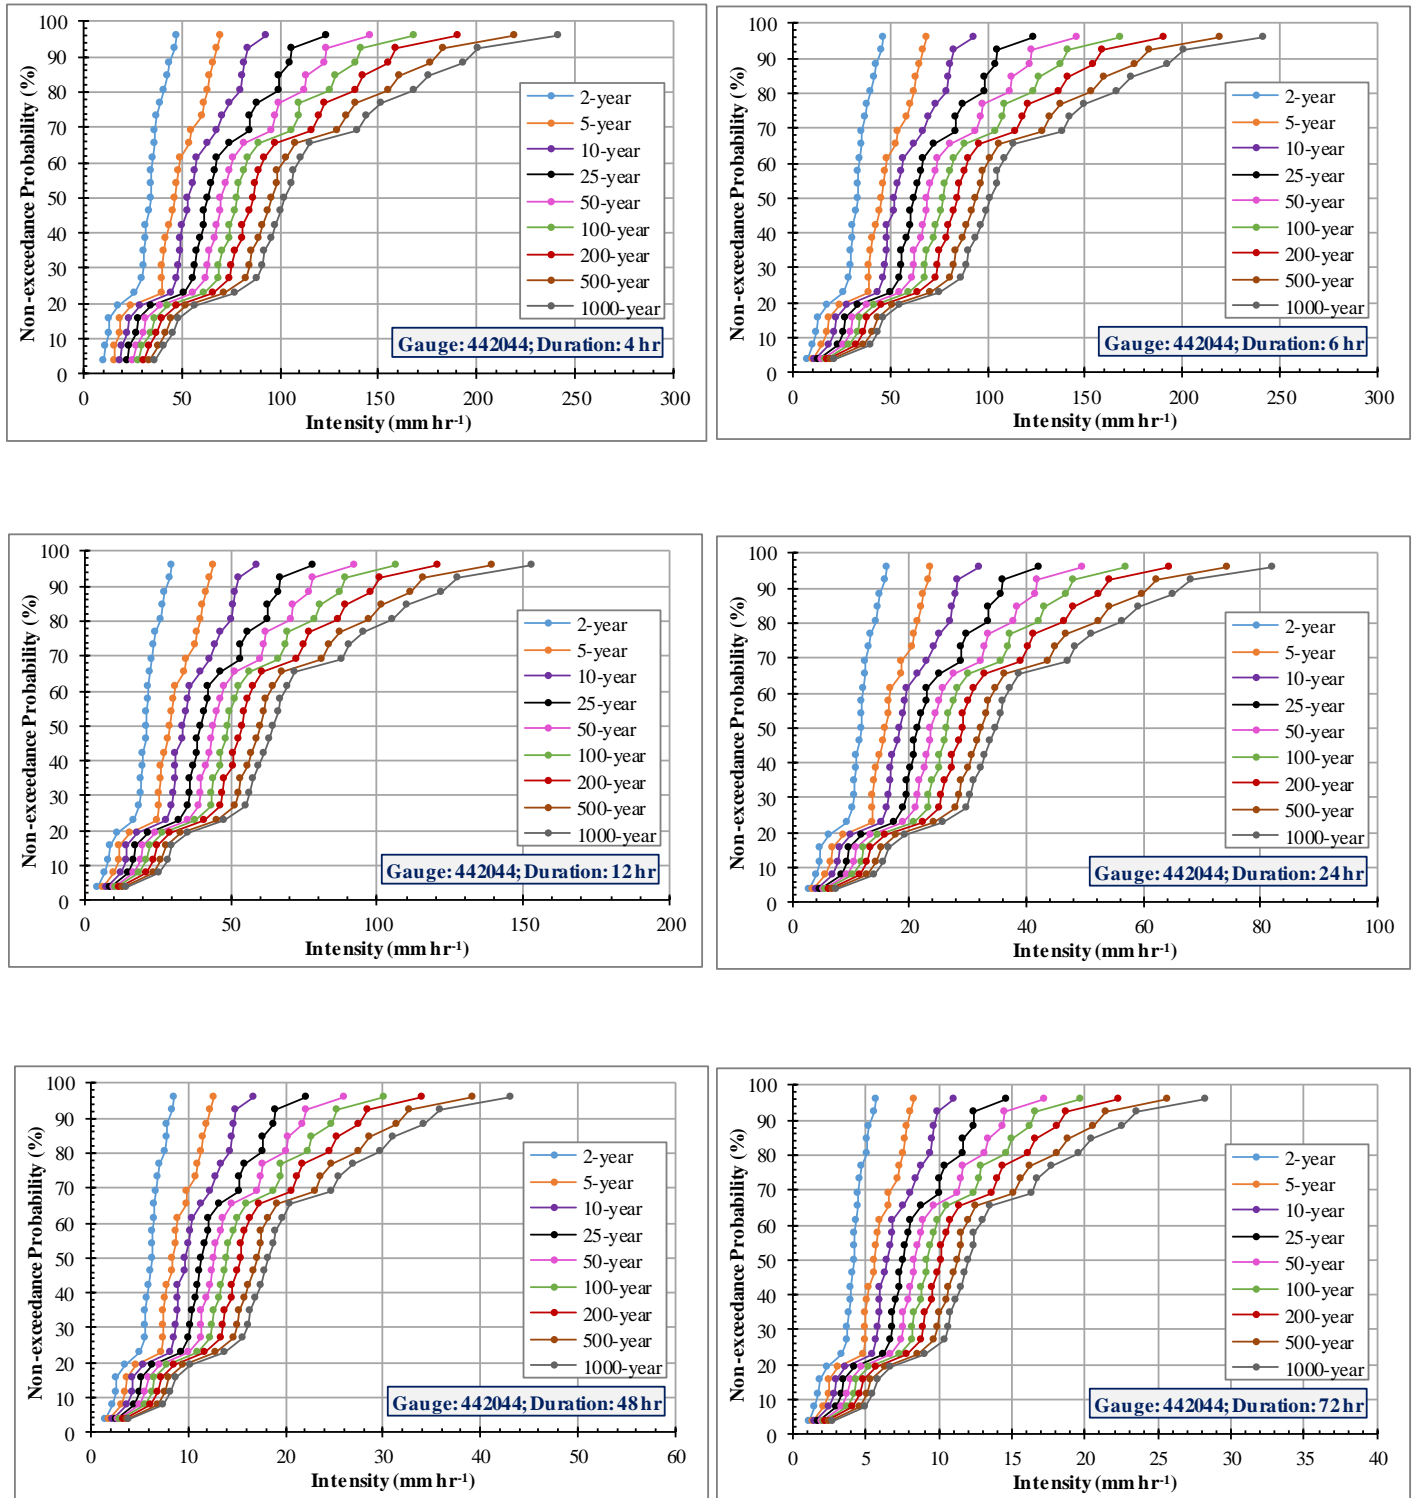 100
90
80
70
60
50
40
30
20
10
0
Non-exceedance Probability (%)
0 50 100 150 200 250 300
Intensity (mm hr-1)
2-year
5-year
10-year
25-year
50-year
100-year
200-year
500-year
1000-year
Gauge: 442044; Duration: 4 hr
100
90
80
70
60
50
40
30
20
10
0
Non-exceedance Probability (%)
0 50 100 150 200 250 300
Intensity (mm hr-1)
2-year
5-year
10-year
25-year
50-year
100-year
200-year
500-year
1000-year
Gauge: 442044; Duration: 6 hr
100
90
80
70
60
50
40
30
20
10
0
Non-exceedance Probability (%)
0 50 100 150 200
Intensity (mm hr-1)
2-year
5-year
10-year
25-year
50-year
100-year
200-year
500-year
1000-year
Gauge: 442044; Duration: 12 hr
100
90
80
70
60
50
40
30
20
10
0
Non-exceedance Probability (%)
0 20 40 60 80 100
Intensity (mm hr-1)
2-year
5-year
10-year
25-year
50-year
100-year
200-year
500-year
1000-year
Gauge: 442044; Duration: 24 hr
100
90
80
70
60
50
40
30
20
10
0
Non-exceedance Probability (%)
0 10 20 30 40 50 60
Intensity (mm hr-1)
2-year
5-year
10-year
25-year
50-year
100-year
200-year
500-year
1000-year
Gauge: 442044; Duration: 48 hr
100
90
80
70
60
50
40
30
20
10
0
Non-exceedance Probability (%)
0 5 10 15 20 25 30 35 40
Intensity (mm hr-1)
2-year
5-year
10-year
25-year
50-year
100-year
200-year
500-year
1000-year
Gauge: 442044; Duration: 72 hr